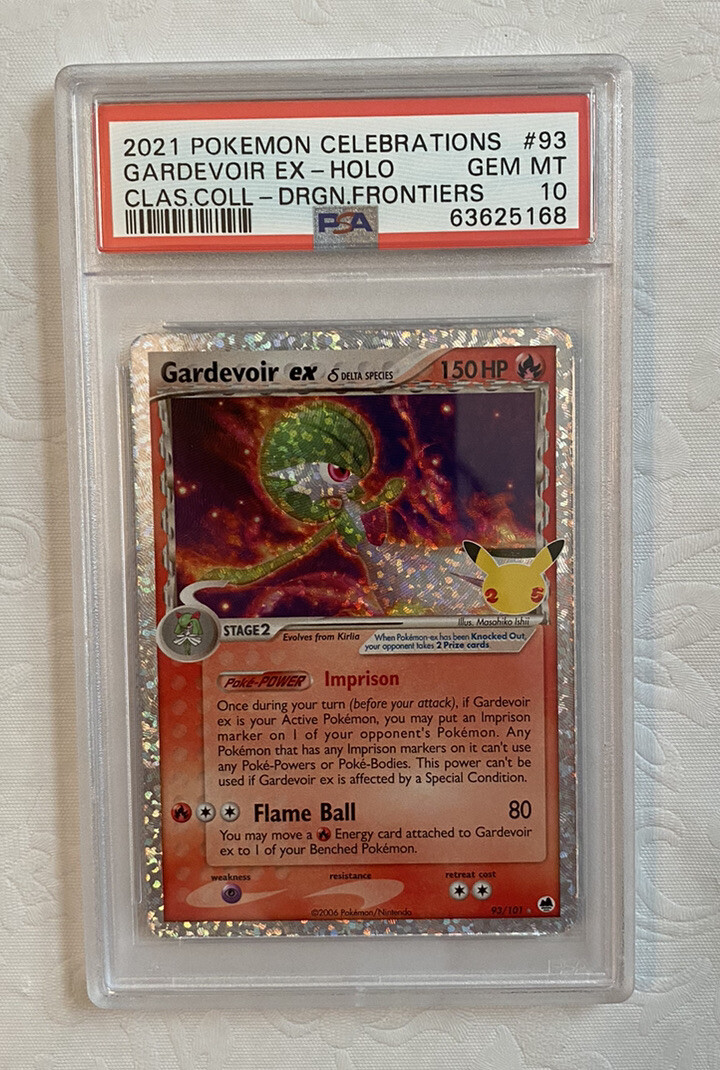 2021 POKEMON CELEBRATIONS #93
GARDEVOIR EX - HOLO GEM MT
CLAS.COLL - DRGN.FRONTIERS 10
PSA 63625168
Gardevoir ex δ DELTA SPECIES 150 HP
25
Illus. Masahiko Ishii
STAGE 2 Evolves from Kirlia
When Pokémon-ex has been Knocked Out,
your opponent takes 2 Prize cards.
Poké-POWER Imprison
Once during your turn (before your attack), if Gardevoir
ex is your Active Pokémon, you may put an Imprison
marker on 1 of your opponent's Pokémon. Any
Pokémon that has any Imprison markers on it can't use
any Poké-Powers or Poké-Bodies. This power can't be
used if Gardevoir ex is affected by a Special Condition.
Flame Ball 80
You may move a Energy card attached to Gardevoir
ex to 1 of your Benched Pokémon.
weakness resistance retreat cost
©2006 Pokémon/Nintendo 93/101